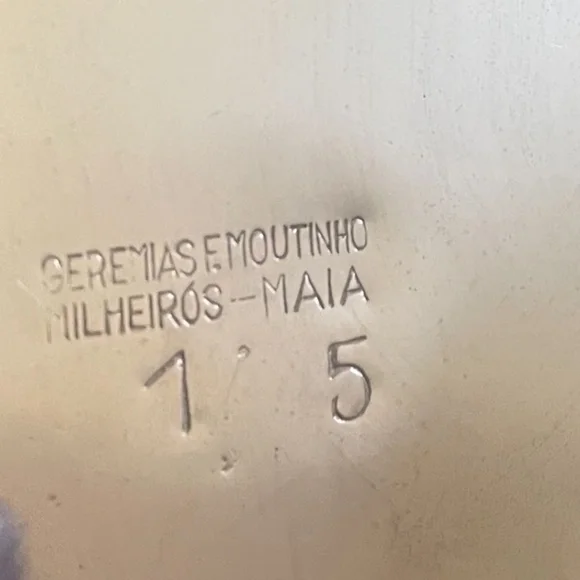 GEREMIAS F. MOUTINHO
MILHEIRÓS--MAIA
1 5